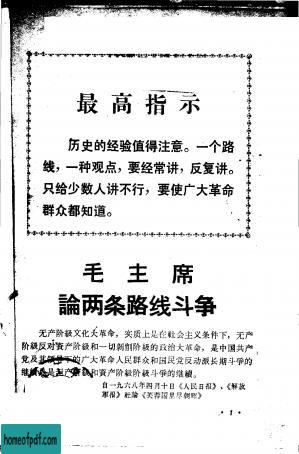 最高指示
历史的经验值得注意。一个路
线，一种观点，要经常讲，反复讲。
只给少数人讲不行，要使广大革命
群众都知道。
毛主席
論两条路线斗争
无产阶级文化大革命，实质上是在社会主义条件下，无产
阶级反对资产阶级和一切剥削阶级的政治大革命，是中国共产
党及其领导下的广大革命人民群众和国民党反动派长期斗争的
继续，是无产阶级和资产阶级斗争的继续。
自一九六八年四月十日《人民日报》、《解放
军报》社论《芙蓉国里尽朝晖》
·1·
homeofpdf.com